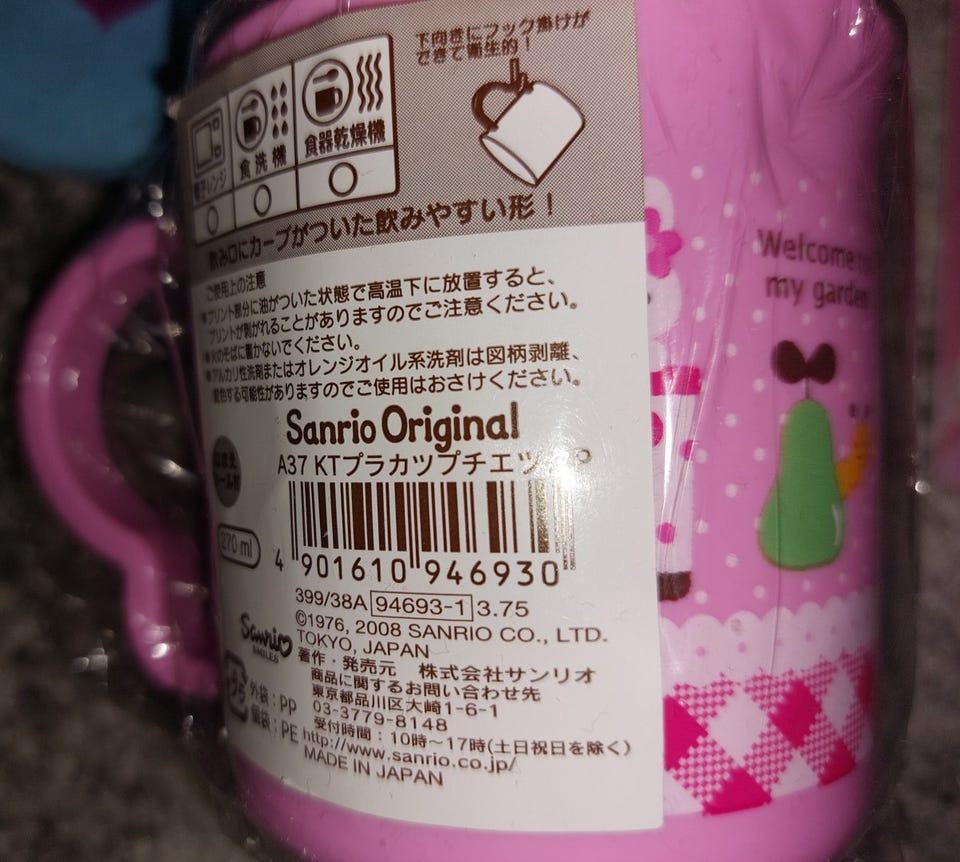 下向きにフック掛けが
できて衛生的!
電子レンジ
食洗機
食器乾燥機
飲み口にカーブがついた飲みやすい形!
ご使用上の注意
●プリント部分に油がついた状態で高温下に放置すると、
プリントが剥がれることがありますのでご注意ください。
●火のそばに置かないでください。
●アルカリ性洗剤またはオレンジオイル系洗剤は図柄剥離、
変色する可能性がありますのでご使用はおさけください。
Sanrio Original
A37 KTプラカツプチエツ P
270 ml
4 901610 946930
399/38A 94693-1 3.75
©1976, 2008 SANRIO CO., LTD.
TOKYO, JAPAN
Sanrio
SMILES
著作・発売元 株式会社サンリオ
商品に関するお問い合わせ先
東京都品川区大崎1-6-1
03-3779-8148
受付時間:10時~17時(土日祝日を除く)
http://www.sanrio.co.jp/
MADE IN JAPAN
プラ
外袋:PP
個袋:PE
Welcome to
my garden